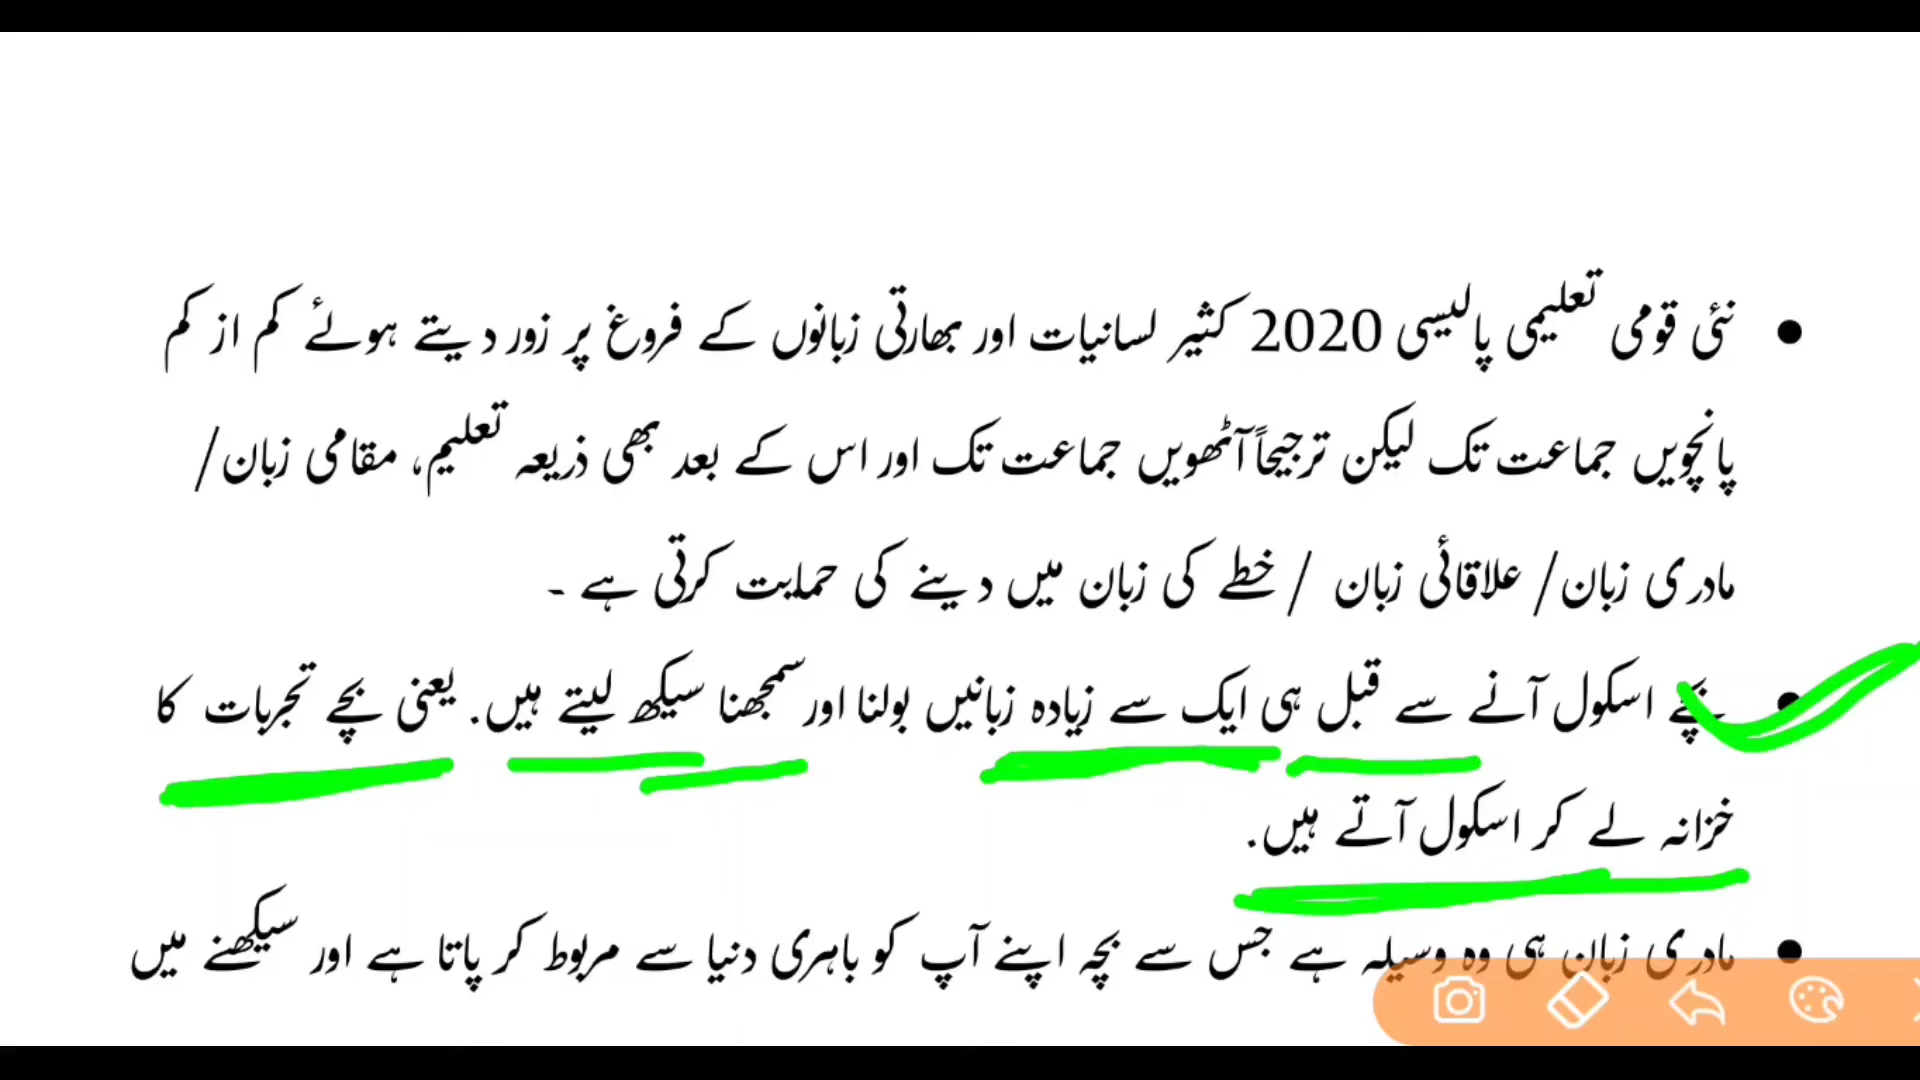 ● نئی قومی تعلیمی پالیسی 2020 کثیر لسانیات اور بھارتی زبانوں کے فروغ پر زور دیتے ہوئے کم از کم
پانچویں جماعت تک لیکن ترجیحاً آٹھویں جماعت تک اور اس کے بعد بھی ذریعہ تعلیم، مقامی زبان/
مادری زبان/ علاقائی زبان / خطے کی زبان میں دینے کی حمایت کرتی ہے ۔
● بچے اسکول آنے سے قبل ہی ایک سے زیادہ زبانیں بولنا اور سمجھنا سیکھ لیتے ہیں. یعنی بچے تجربات کا
خزانہ لے کر اسکول آتے ہیں.
● مادری زبان ہی وہ وسیلہ ہے جس سے بچہ اپنے آپ کو باہری دنیا سے مربوط کر پاتا ہے اور سیکھنے میں